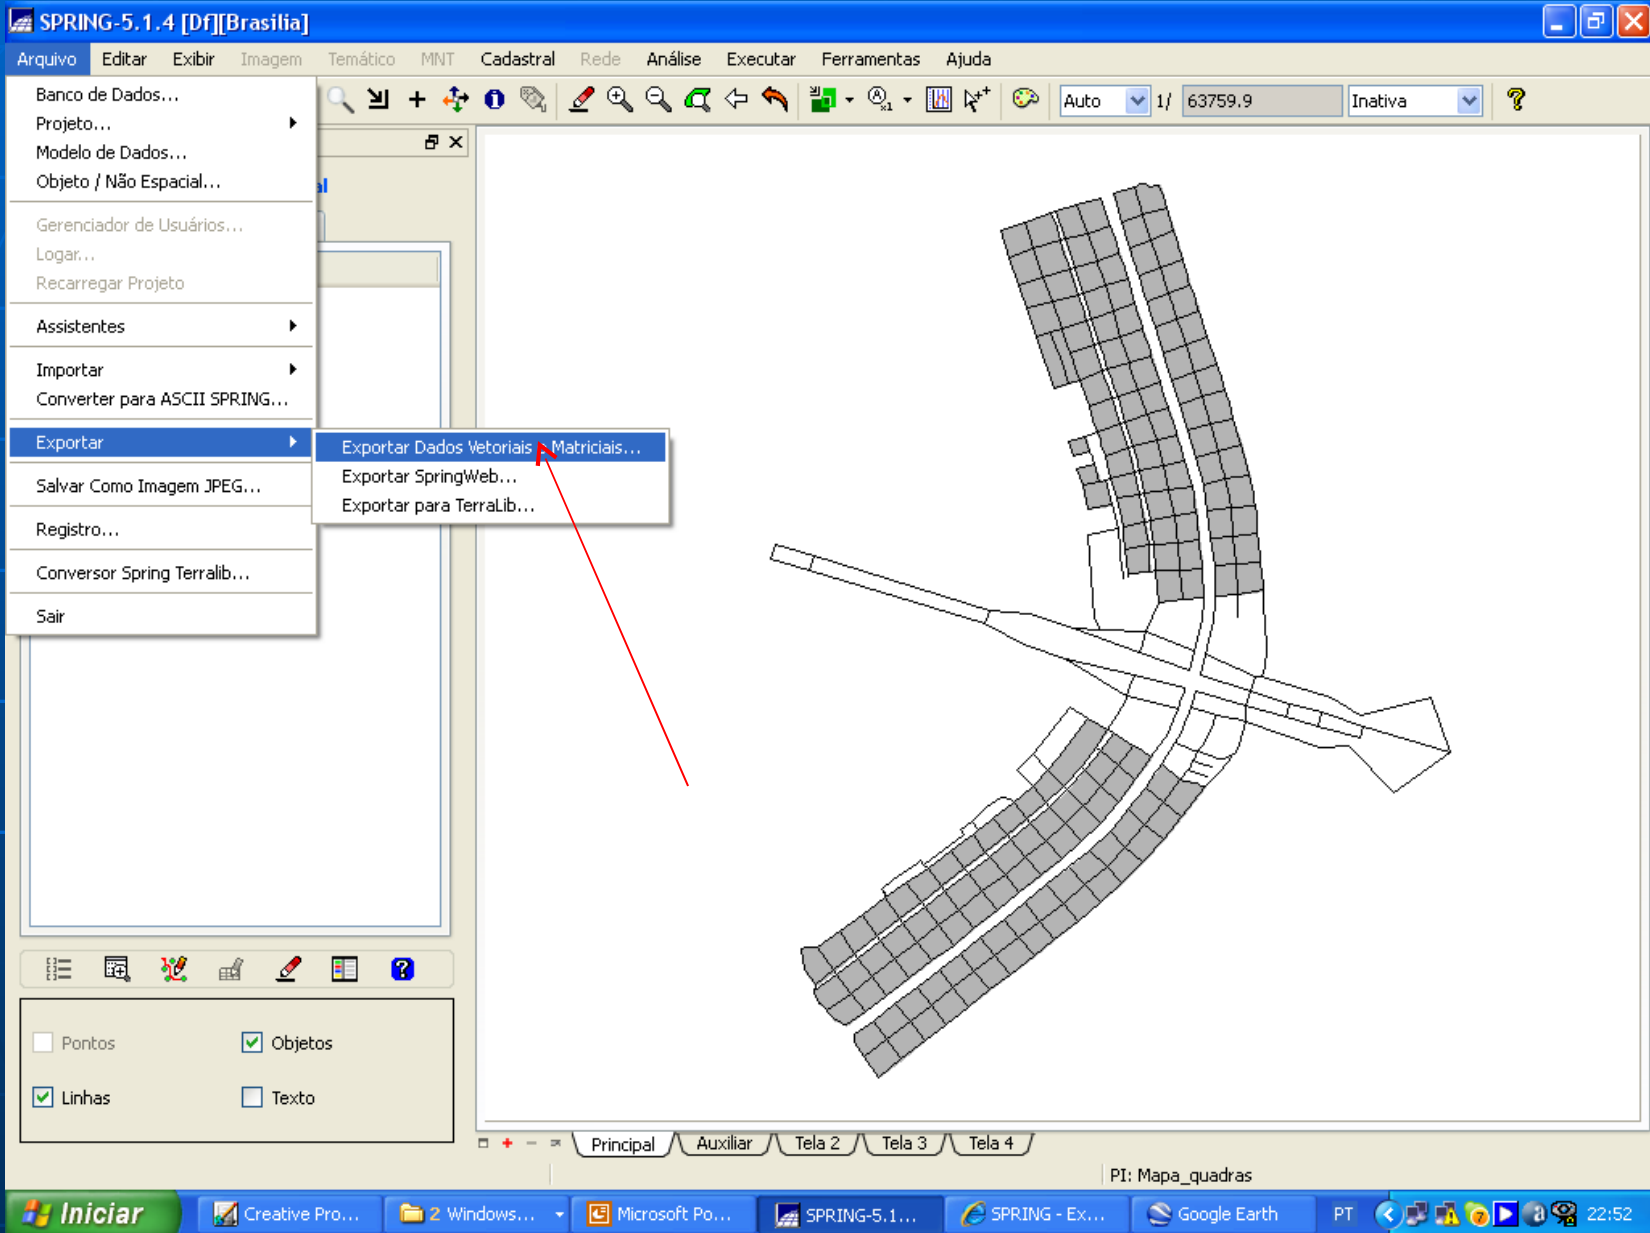 SPRING-5.1.4 [Df][Brasilia]
Arquivo Editar Exibir Imagem Temático MNT Cadastral Rede Análise Executar Ferramentas Ajuda
Auto 1/ 63759.9 Inativa
Banco de Dados...
Projeto...
Modelo de Dados...
Objeto / Não Espacial...
Gerenciador de Usuários...
Logar...
Recarregar Projeto
Assistentes
Importar
Converter para ASCII SPRING...
Exportar
Exportar Dados Vetoriais Matriciais...
Exportar SpringWeb...
Exportar para TerraLib...
Salvar Como Imagem JPEG...
Registro...
Conversor Spring Terralib...
Sair
Pontos Objetos
Linhas Texto
Principal Auxiliar Tela 2 Tela 3 Tela 4
PI: Mapa_quadras
Iniciar Creative Pro... 2 Windows... Microsoft Po... SPRING-5.1... SPRING - Ex... Google Earth PT 22:52